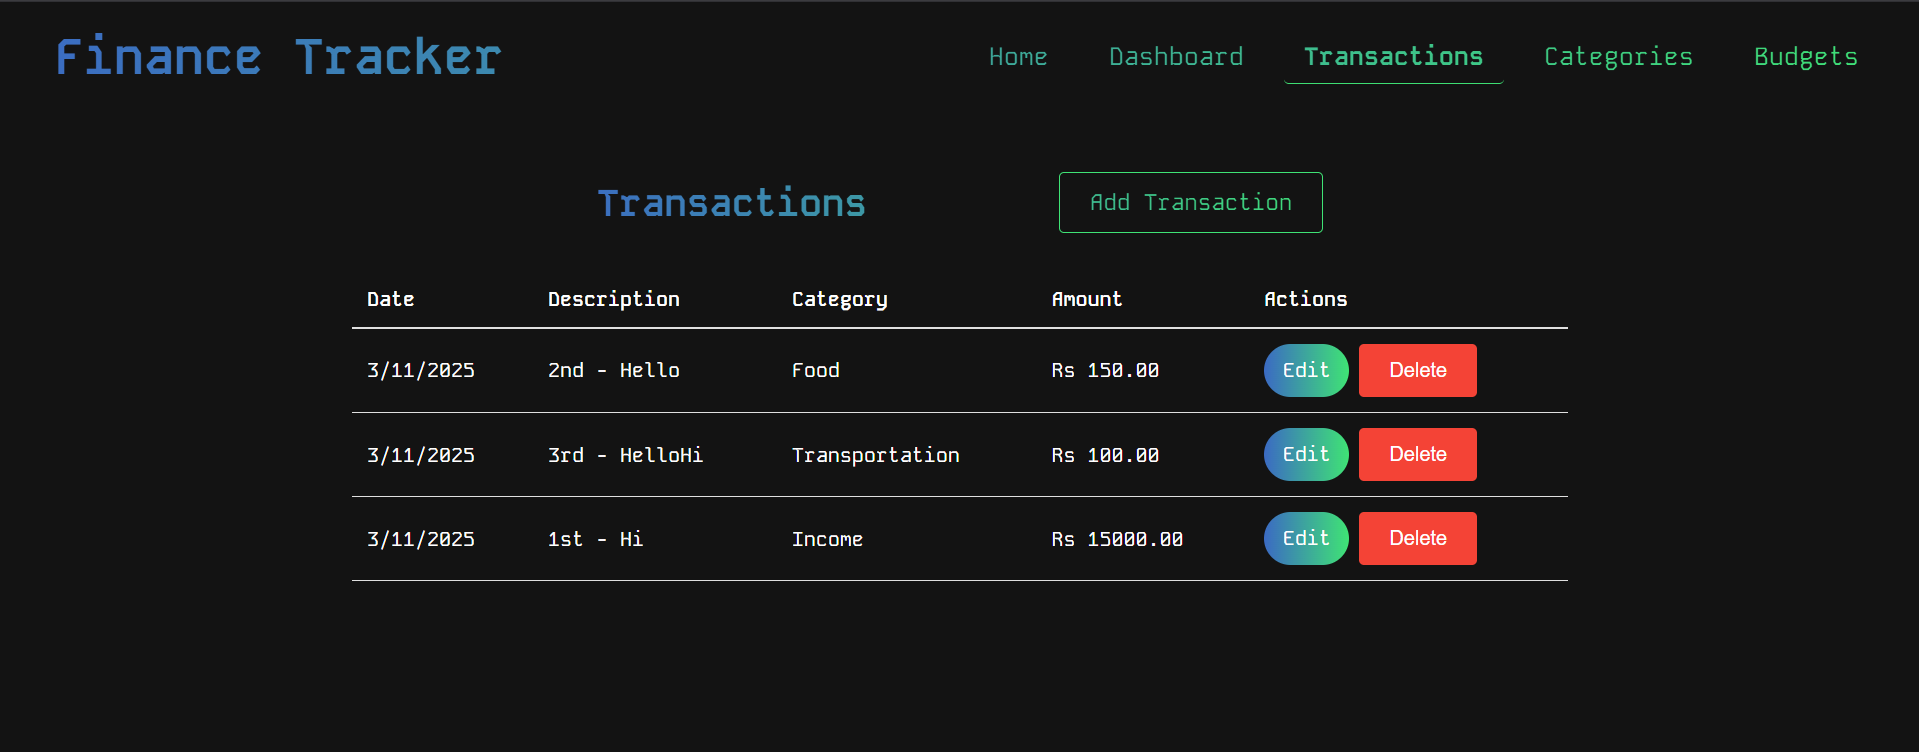 Finance Tracker Home Dashboard Transactions Categories Budgets
Transactions Add Transaction
Date Description Category Amount Actions
3/11/2025 2nd - Hello Food Rs 150.00 Edit Delete
3/11/2025 3rd - HelloHi Transportation Rs 100.00 Edit Delete
3/11/2025 1st - Hi Income Rs 15000.00 Edit Delete